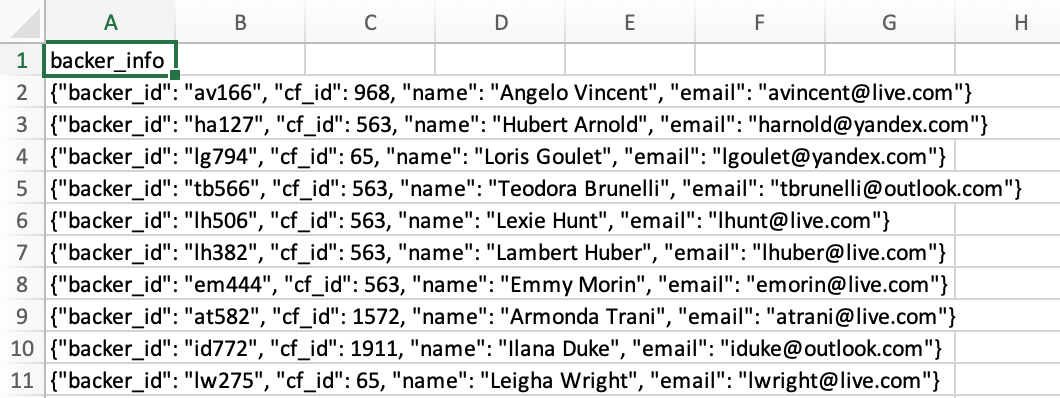 A B C D E F G H
1 backer_info
2 {"backer_id": "av166", "cf_id": 968, "name": "Angelo Vincent", "email": "avincent@live.com"}
3 {"backer_id": "ha127", "cf_id": 563, "name": "Hubert Arnold", "email": "harnold@yandex.com"}
4 {"backer_id": "lg794", "cf_id": 65, "name": "Loris Goulet", "email": "lgoulet@yandex.com"}
5 {"backer_id": "tb566", "cf_id": 563, "name": "Teodora Brunelli", "email": "tbrunelli@outlook.com"}
6 {"backer_id": "lh506", "cf_id": 563, "name": "Lexie Hunt", "email": "lhunt@live.com"}
7 {"backer_id": "lh382", "cf_id": 563, "name": "Lambert Huber", "email": "lhuber@live.com"}
8 {"backer_id": "em444", "cf_id": 563, "name": "Emmy Morin", "email": "emorin@live.com"}
9 {"backer_id": "at582", "cf_id": 1572, "name": "Armonda Trani", "email": "atrani@live.com"}
10 {"backer_id": "id772", "cf_id": 1911, "name": "Ilana Duke", "email": "iduke@outlook.com"}
11 {"backer_id": "lw275", "cf_id": 65, "name": "Leigha Wright", "email": "lwright@live.com"}